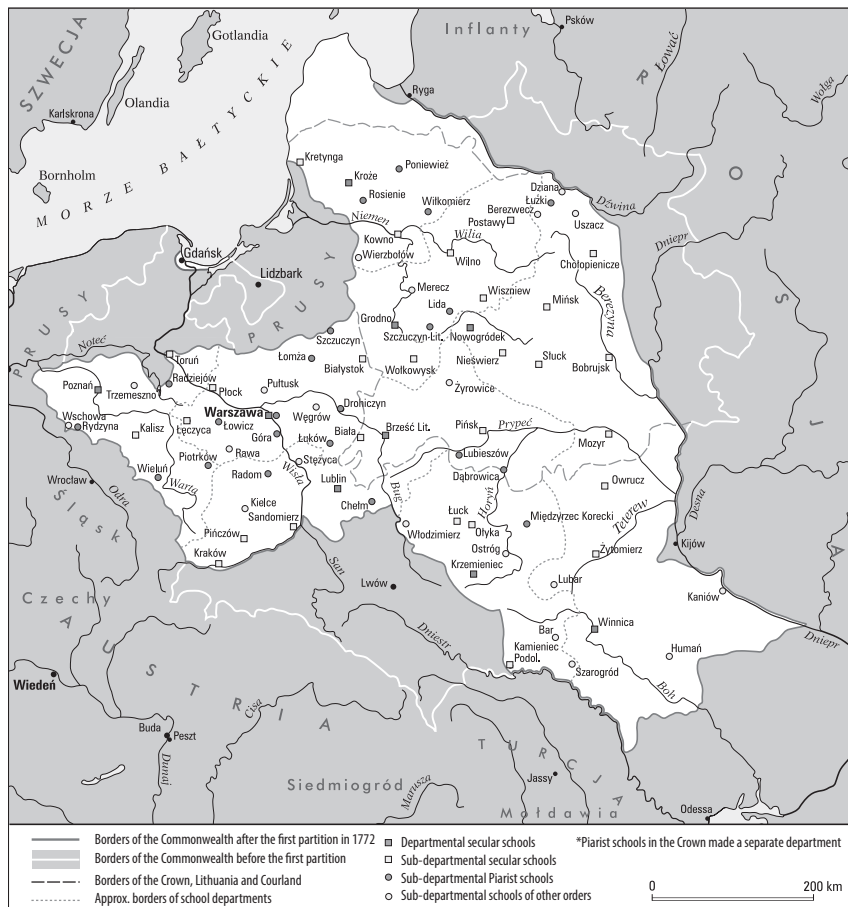 SZWECJA
Gotlandia
Olandia
Karlskrona
Bornholm
MORZE BAŁTYCKIE
Inflanty
Psków
Łować
Wołga
ROSJA
Ryga
Kretynga
Kroże
Poniewież
Rosienie
Wiłkomierz
Dziana
Łużki
Berezwecz
Postawy
Uszacz
Dźwina
Dniepr
Niemen
Kowno
Wilia
Wilno
Wierzbołów
Chołopienicze
Gdańsk
Lidzbark
PRUSY
PRUSY
Merecz
Wiszniew
Lida
Mińsk
Berezyna
Grodno
Szczuczyn-Lit.
Nowogródek
Szczuczyn
Noteć
Toruń
Łomża
Białystok
Wołkowysk
Nieświerz
Słuck
Bobrujsk
Radziejów
Płock
Pułtusk
Żyrowice
Poznań
Trzemeszno
Warszawa
Węgrów
Droniczyn
Wschowa
Rydzyna
Kalisz
Łęczyca
Łowicz
Góra
Łuków
Biała
Brześć Lit.
Pińsk
Prypeć
Mozyr
Piotrków
Rawa
Stężyca
Lubieszów
Wrocław
Wieluń
Warta
Radom
Wisła
Lublin
Dąbrowica
Owrucz
Odra
Śląsk
Kielce
Sandomierz
Chełm
Bug
Horyń
Łuck
Ołyka
Międzyrzec Korecki
Teterew
Desna
Pińczów
Włodzimierz
Ostróg
Żytomierz
Kijów
Kraków
San
Krzemieniec
Lwów
Lubar
Kaniów
Czechy
AUSTRIA
Dniestr
Winnica
Bar
Kamieniec
Podol.
Humań
Dniepr
Szarogród
Boh
Wiedeń
Cisa
Buda
Peszt
Dunaj
TURCJA
Siedmiogród
Marusza
Jassy
Mołdawia
Odessa
Borders of the Commonwealth after the first partition in 1772
Borders of the Commonwealth before the first partition
Borders of the Crown, Lithuania and Courland
Approx. borders of school departments
Departmental secular schools
Sub-departmental secular schools
Sub-departmental Piarist schools
Sub-departmental schools of other orders
*Piarist schools in the Crown made a separate department
0 200 km